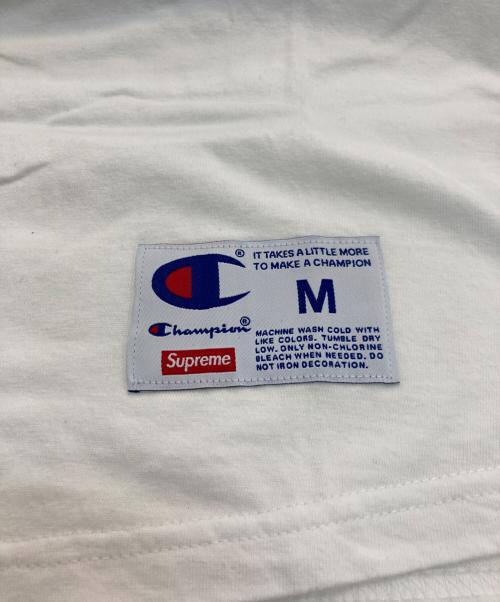 ®
IT TAKES A LITTLE MORE
TO MAKE A CHAMPION
M
Champion®
Supreme
MACHINE WASH COLD WITH
LIKE COLORS. TUMBLE DRY
LOW. ONLY NON-CHLORINE
BLEACH WHEN NEEDED. DO
NOT IRON DECORATION.